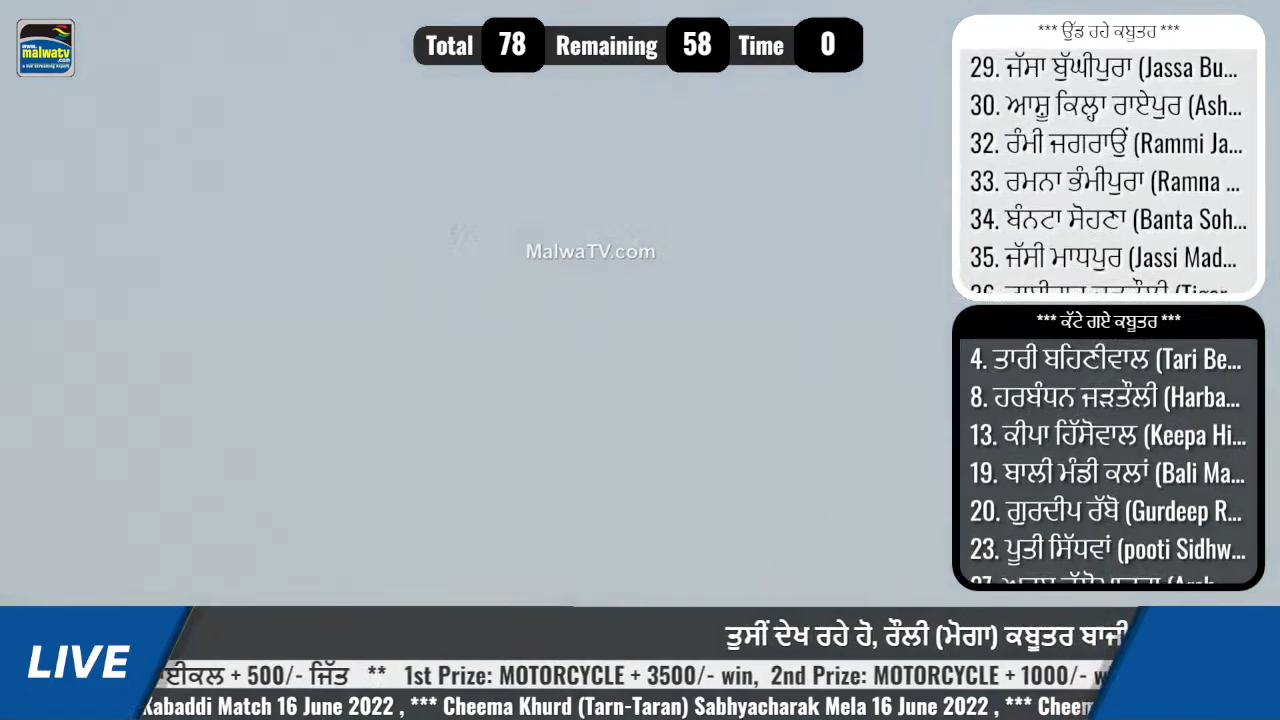 www.
malwatv
.com
Total 78 Remaining 58 Time 0
*** ਉੱਡ ਰਹੇ ਕਬੂਤਰ ***
29. ਜੱਸਾ ਬੁੱਘੀਪੁਰਾ (Jassa Bu...
30. ਆਸ਼ੂ ਕਿਲ੍ਹਾ ਰਾਏਪੁਰ (Ash...
32. ਰੰਮੀ ਜਗਰਾਉਂ (Rammi Ja...
33. ਰਮਨਾ ਭੰਮੀਪੁਰਾ (Ramna ...
34. ਬੰਨਟਾ ਸੋਹਣਾ (Banta Soh...
35. ਜੱਸੀ ਮਾਧਪੁਰ (Jassi Mad...
MalwaTV.com
*** ਕੱਟੇ ਗਏ ਕਬੂਤਰ ***
4. ਤਾਰੀ ਬਹਿਣੀਵਾਲ (Tari Be...
8. ਹਰਬੰਧਨ ਜੜਤੌਲੀ (Harba...
13. ਕੀਪਾ ਹਿੱਸੋਵਾਲ (Keepa Hi...
19. ਬਾਲੀ ਮੰਡੀ ਕਲਾਂ (Bali Ma...
20. ਗੁਰਦੀਪ ਰੱਬੋ (Gurdeep R...
23. ਪੂਤੀ ਸਿੱਧਵਾਂ (pooti Sidhw...
LIVE
ਤੁਸੀਂ ਦੇਖ ਰਹੇ ਹੋ, ਰੌਲੀ (ਮੋਗਾ) ਕਬੂਤਰ ਬਾਜੀ
ਾਈਕਲ + 500/- ਜਿੱਤ ** 1st Prize: MOTORCYCLE + 3500/- win, 2nd Prize: MOTORCYCLE + 1000/- w
Kabaddi Match 16 June 2022 , *** Cheema Khurd (Tarn-Taran) Sabhyacharak Mela 16 June 2022 , *** Cheem